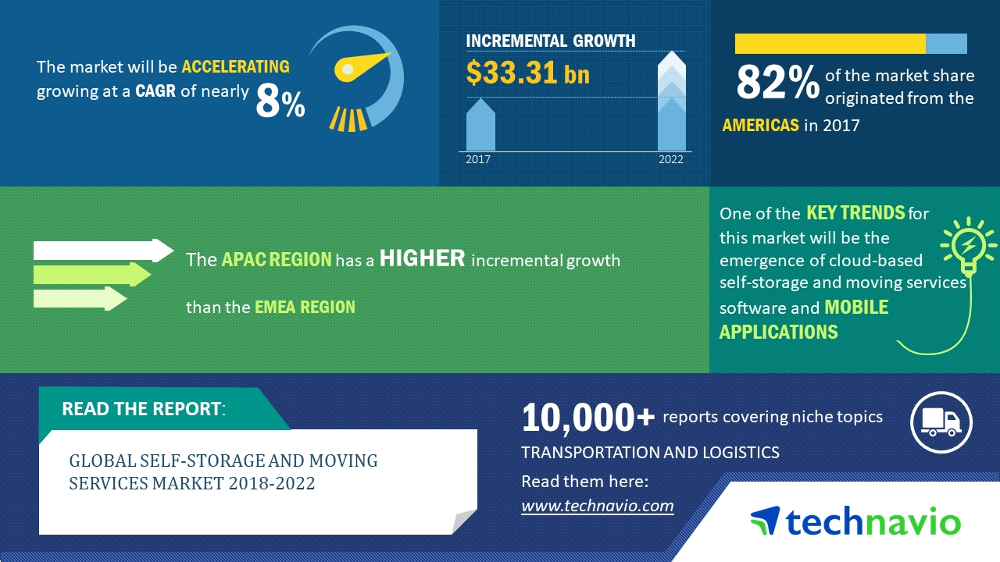 The market will be ACCELERATING
growing at a CAGR of nearly 8%
INCREMENTAL GROWTH
$33.31 bn
2017
2022
82% of the market share
originated from the
AMERICAS in 2017
The APAC REGION has a HIGHER incremental growth
than the EMEA REGION
One of the KEY TRENDS for
this market will be the
emergence of cloud-based
self-storage and moving services
software and MOBILE
APPLICATIONS
READ THE REPORT:
GLOBAL SELF-STORAGE AND MOVING
SERVICES MARKET 2018-2022
10,000+ reports covering niche topics
TRANSPORTATION AND LOGISTICS
Read them here:
www.technavio.com
technavio